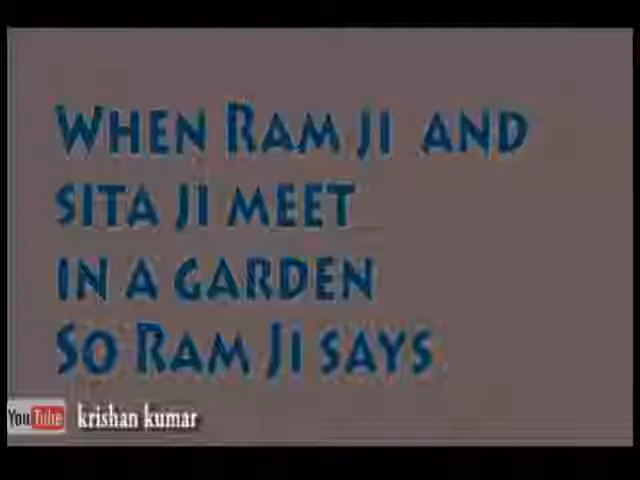 WHEN RAM JI AND
SITA JI MEET
IN A GARDEN
SO RAM JI SAYS
YouTube krishan kumar